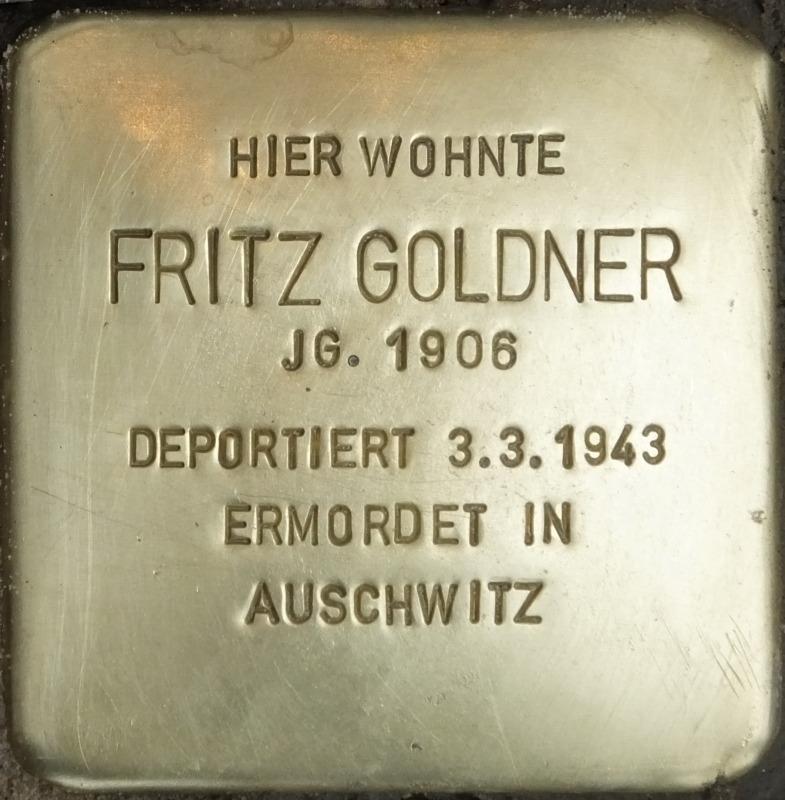 HIER WOHNTE
FRITZ GOLDNER
JG. 1906
DEPORTIERT 3.3.1943
ERMORDET IN
AUSCHWITZ